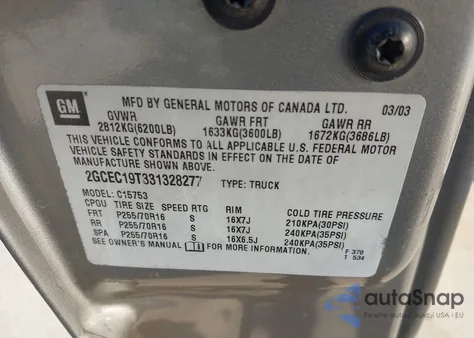 GM
MFD BY GENERAL MOTORS OF CANADA LTD. 03/03
GVWR GAWR FRT GAWR RR
2812KG(6200LB) 1633KG(3600LB) 1672KG(3686LB)
THIS VEHICLE CONFORMS TO ALL APPLICABLE U.S. FEDERAL MOTOR
VEHICLE SAFETY STANDARDS IN EFFECT ON THE DATE OF
MANUFACTURE SHOWN ABOVE.
2GCEC19T331328277 TYPE: TRUCK
MODEL: C15753
CPGU TIRE SIZE SPEED RTG RIM COLD TIRE PRESSURE
FRT P255/70R16 S 16X7J 210KPA(30PSI)
RR P255/70R16 S 16X7J 240KPA(35PSI)
SPA P255/70R16 S 16X6.5J 240KPA(35PSI)
SEE OWNER'S MANUAL FOR MORE INFORMATION
F 370
T 534
autoSnap
USA - EU